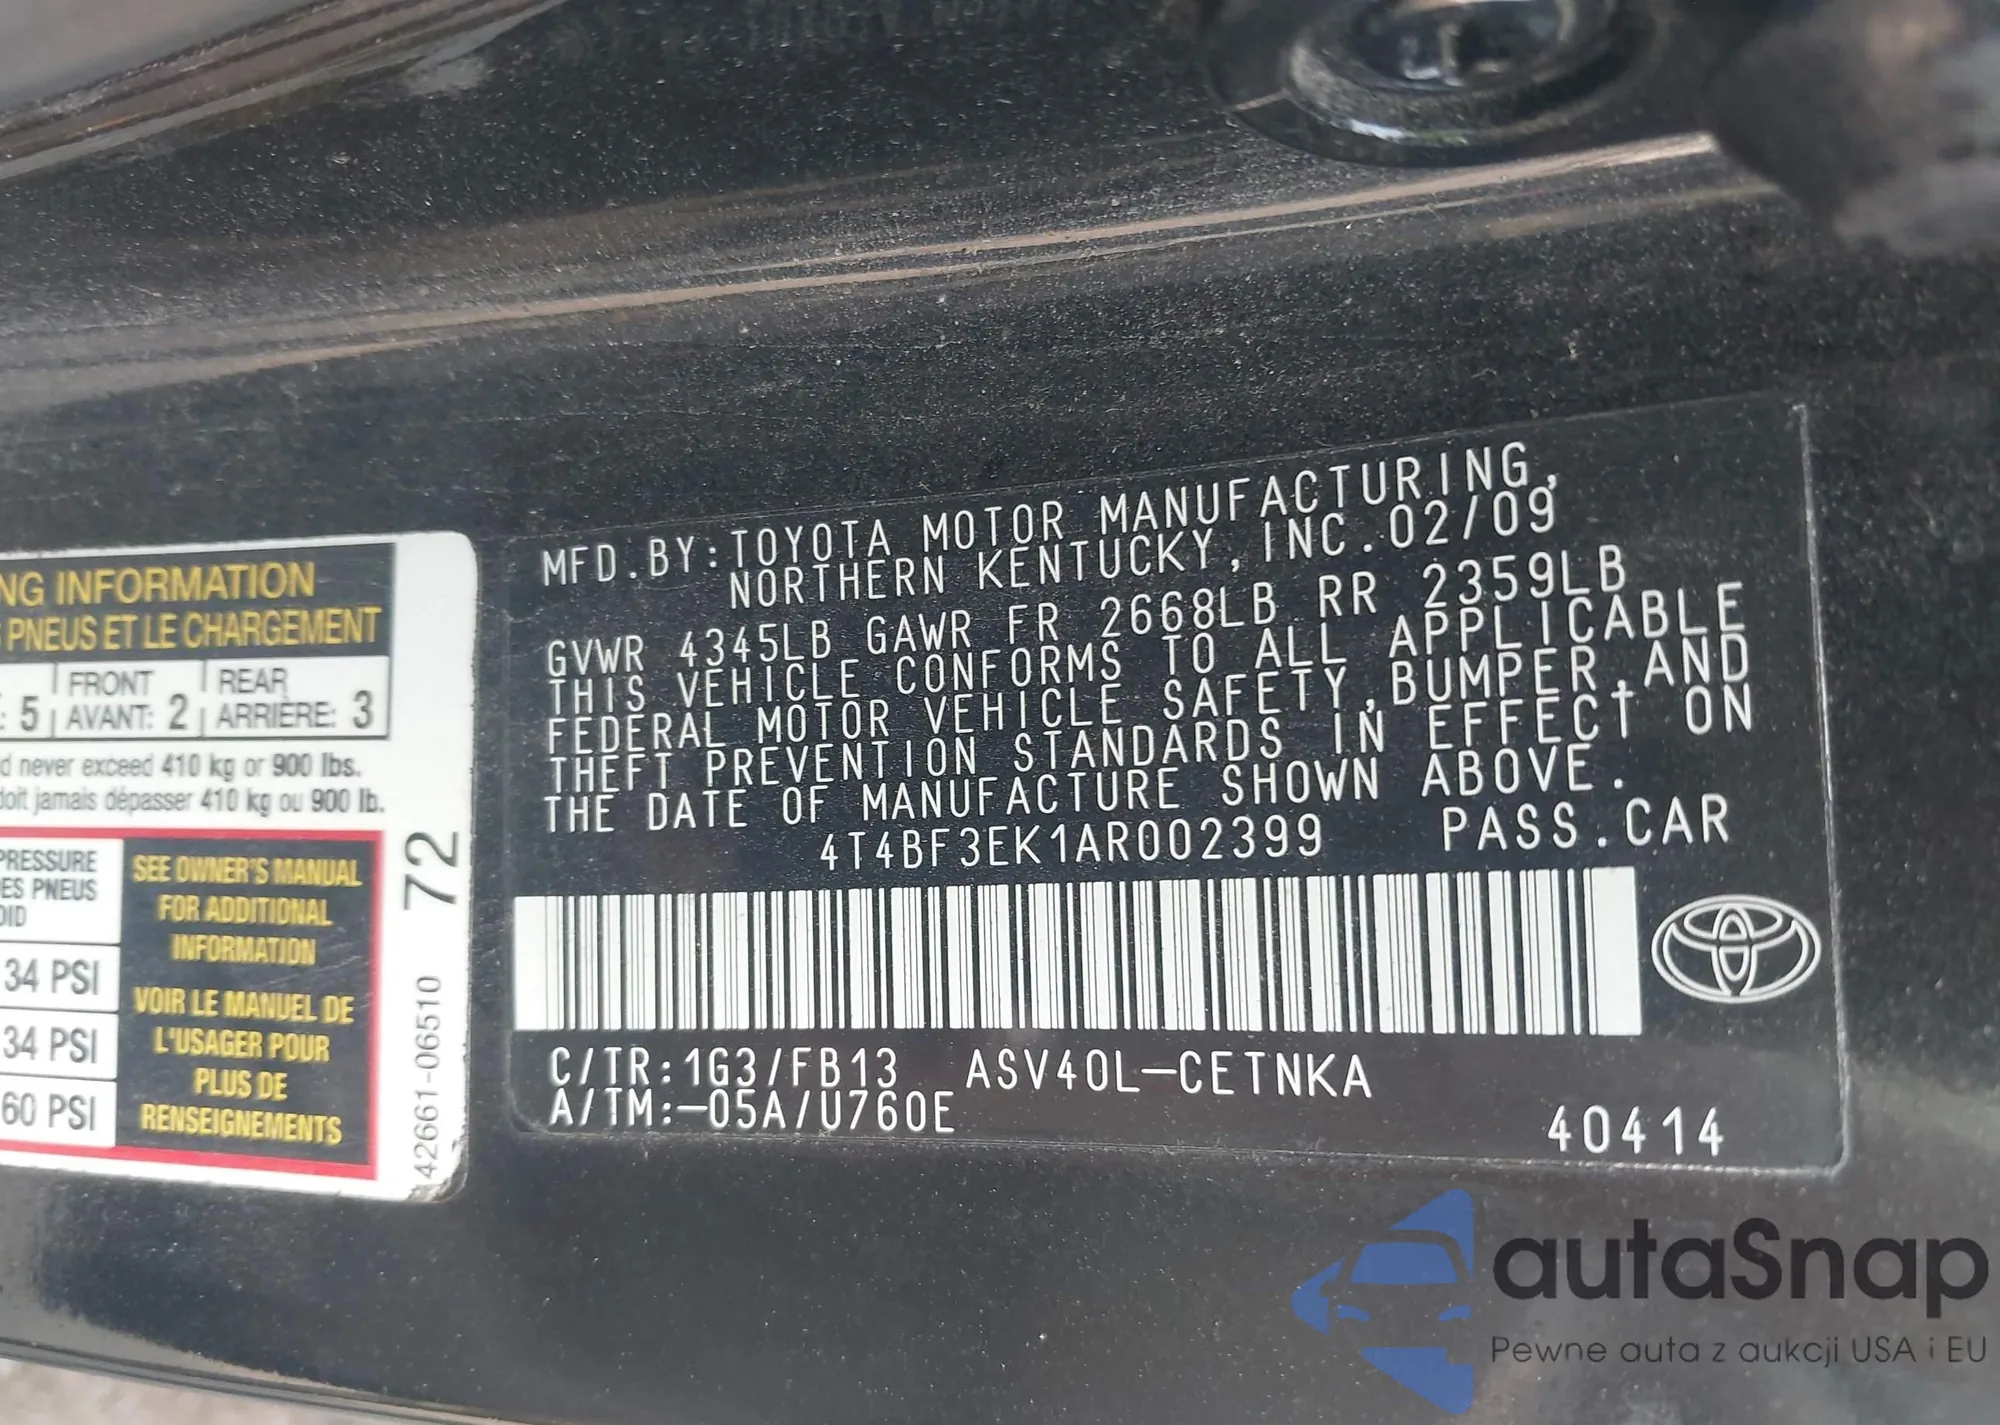 NG INFORMATION
PNEUS ET LE CHARGEMENT
: 5 FRONT AVANT: 2 REAR ARRIÈRE: 3
d never exceed 410 kg or 900 lbs.
doit jamais dépasser 410 kg ou 900 lb.
PRESSURE
DES PNEUS
OID
34 PSI
34 PSI
60 PSI
SEE OWNER'S MANUAL
FOR ADDITIONAL
INFORMATION
VOIR LE MANUEL DE
L'USAGER POUR
PLUS DE
RENSEIGNEMENTS
42661-06510 72
MFD.BY:TOYOTA MOTOR MANUFACTURING,
NORTHERN KENTUCKY, INC.02/09
GVWR 4345LB GAWR FR 2668LB RR 2359LB
THIS VEHICLE CONFORMS TO ALL APPLICABLE
FEDERAL MOTOR VEHICLE SAFETY,BUMPER,AND
THEFT PREVENTION STANDARDS IN EFFECT ON
THE DATE OF MANUFACTURE SHOWN ABOVE.
4T4BF3EK1AR002399 PASS.CAR
C/TR:1G3/FB13 ASV40L-CETNKA
A/TM:-05A/U760E
40414
autaSnap
Pewne auta z aukcji USA i EU